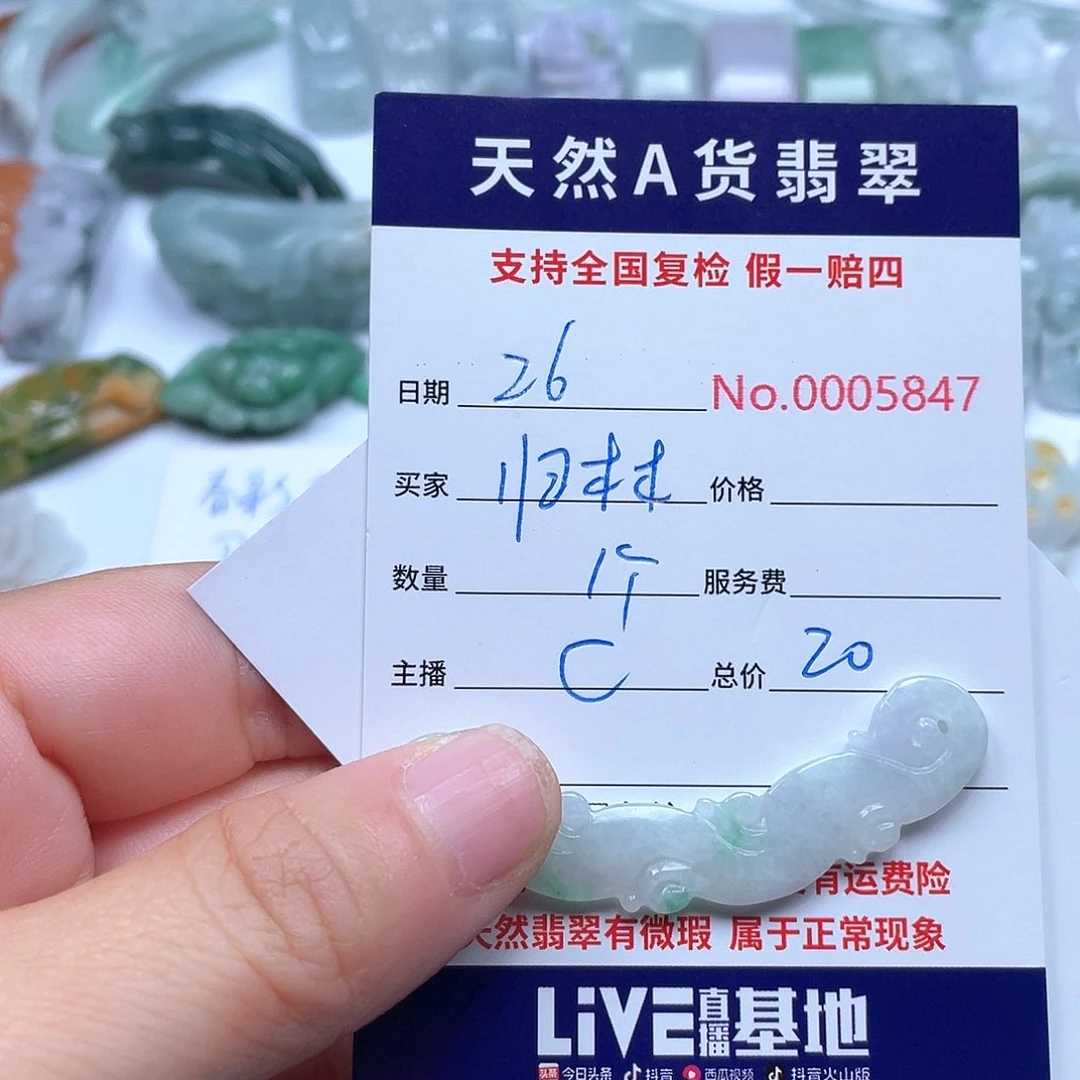 天然A货翡翠
支持全国复检 假一赔四
日期 26 No.0005847
买家 归林 价格
数量 1个 服务费
主播 C 总价 20
有运费险
天然翡翠有微瑕 属于正常现象
LiVE直播基地
头条 今日头条 抖音 西瓜视频 抖音火山版